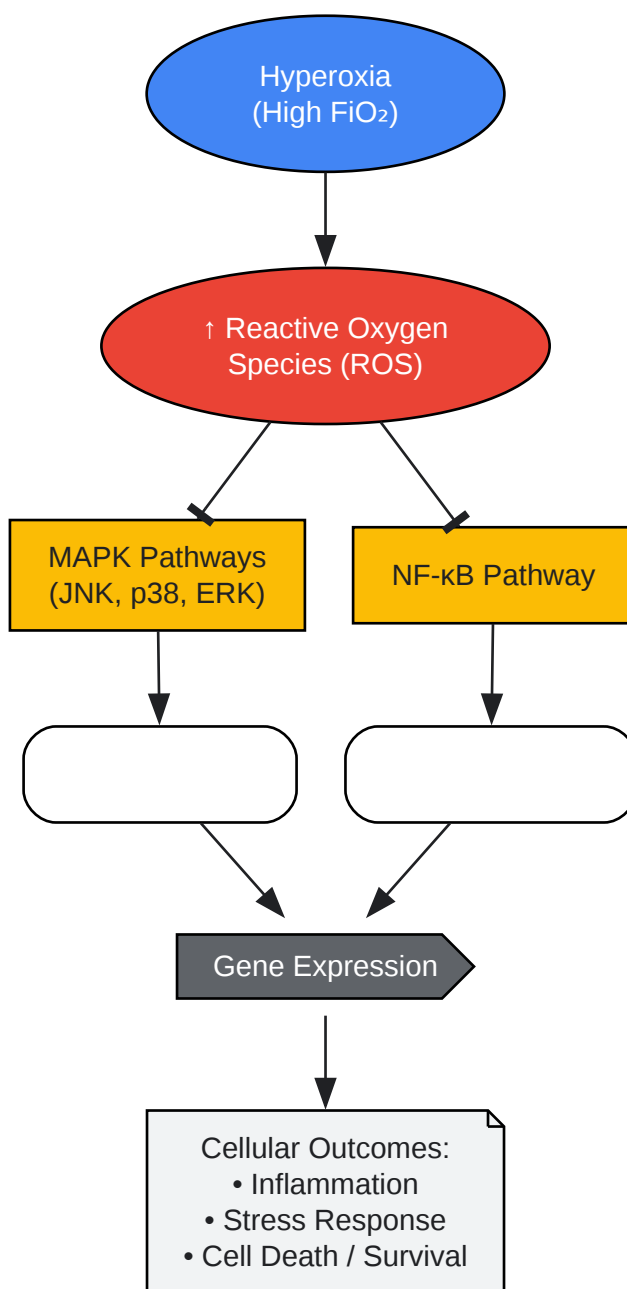 Hyperoxia
(High FiO₂)
↑ Reactive Oxygen
Species (ROS)
MAPK Pathways
(JNK, p38, ERK)
NF-κB Pathway
Gene Expression
Cellular Outcomes:
• Inflammation
• Stress Response
• Cell Death / Survival